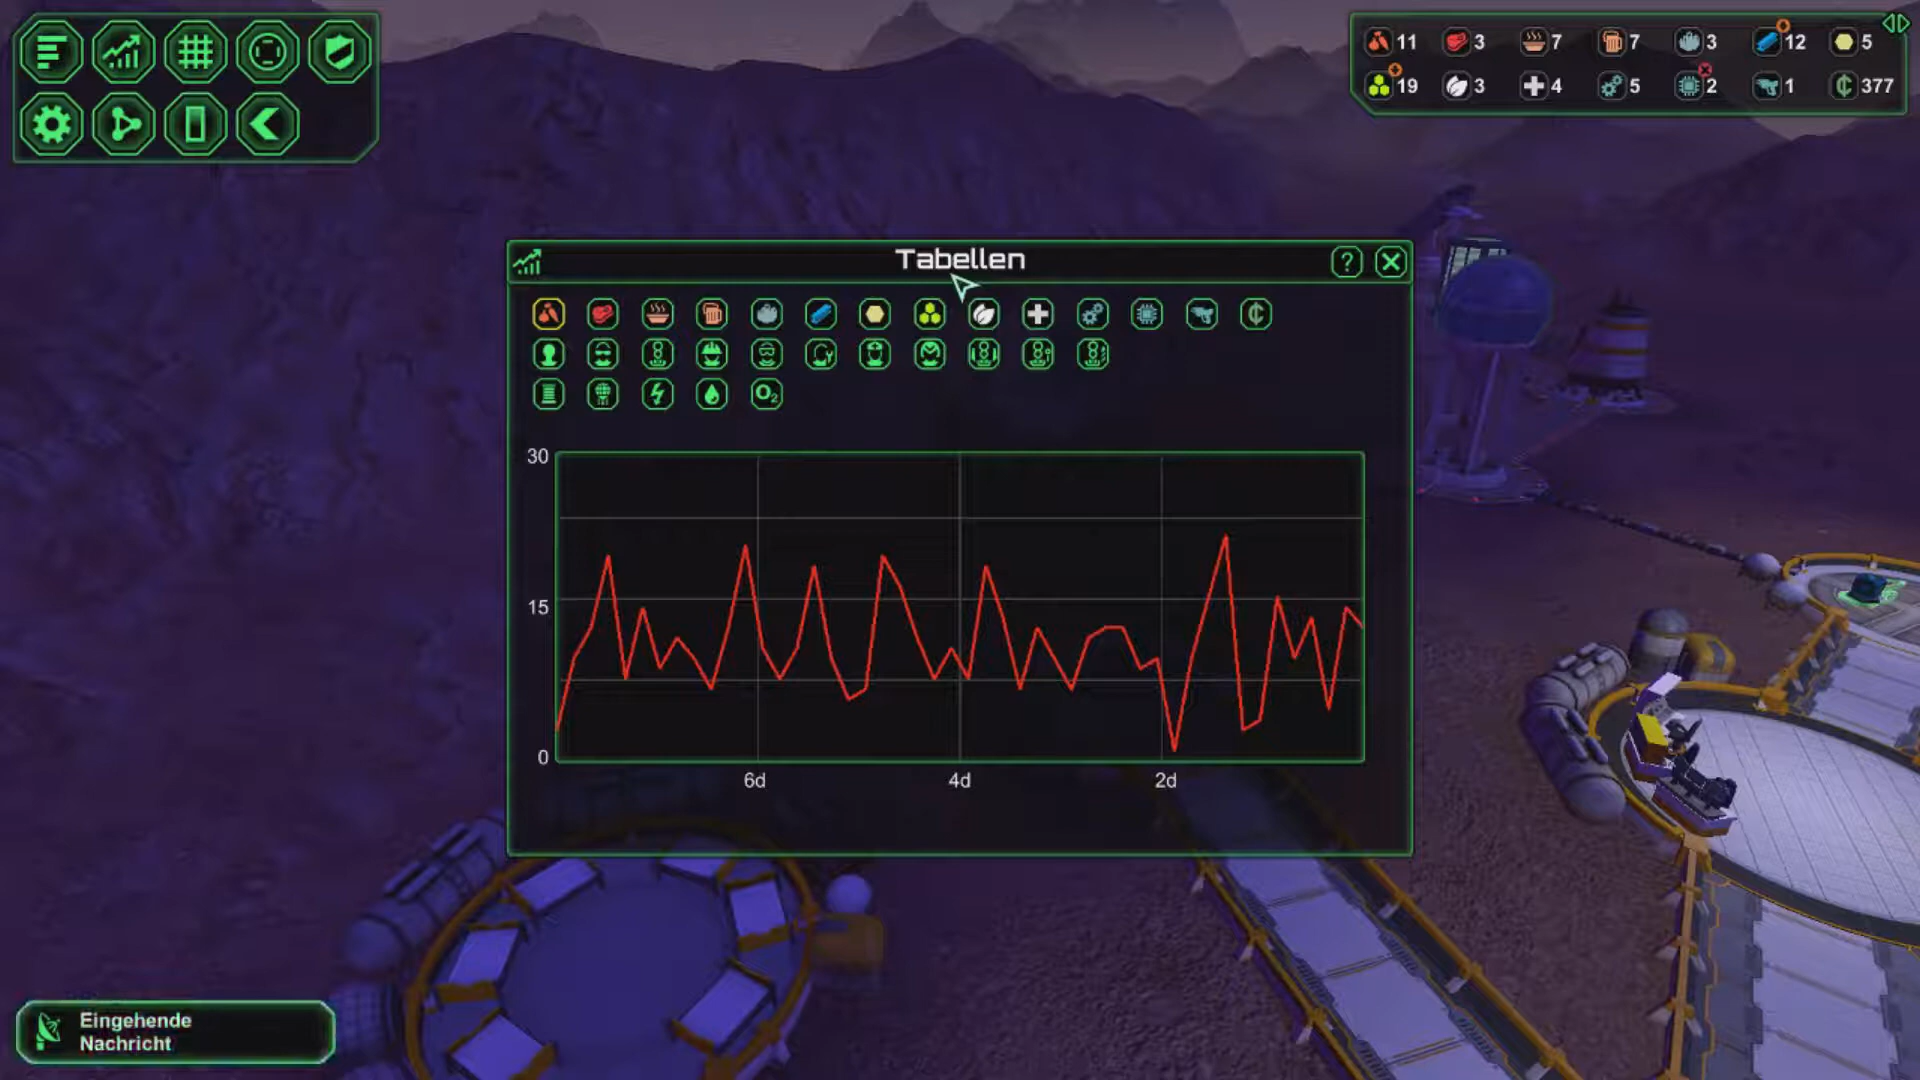 11 3 7 7 3 12 5
19 3 4 5 2 1 ₵ 377
Tabellen ?
₵
O₂
30
15
0
6d 4d 2d
Eingehende
Nachricht